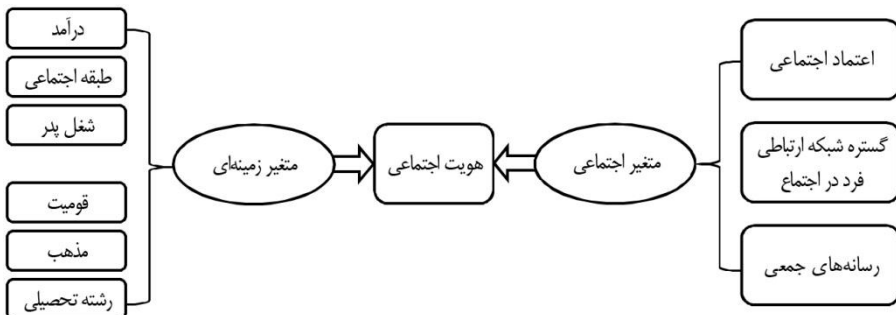 اعتماد اجتماعی
گستره شبکه ارتباطی
فرد در اجتماع
رسانه‌های جمعی
متغیر اجتماعی
هویت اجتماعی
متغیر زمینه‌ای
درآمد
طبقه اجتماعی
شغل پدر
قومیت
مذهب
رشته تحصیلی